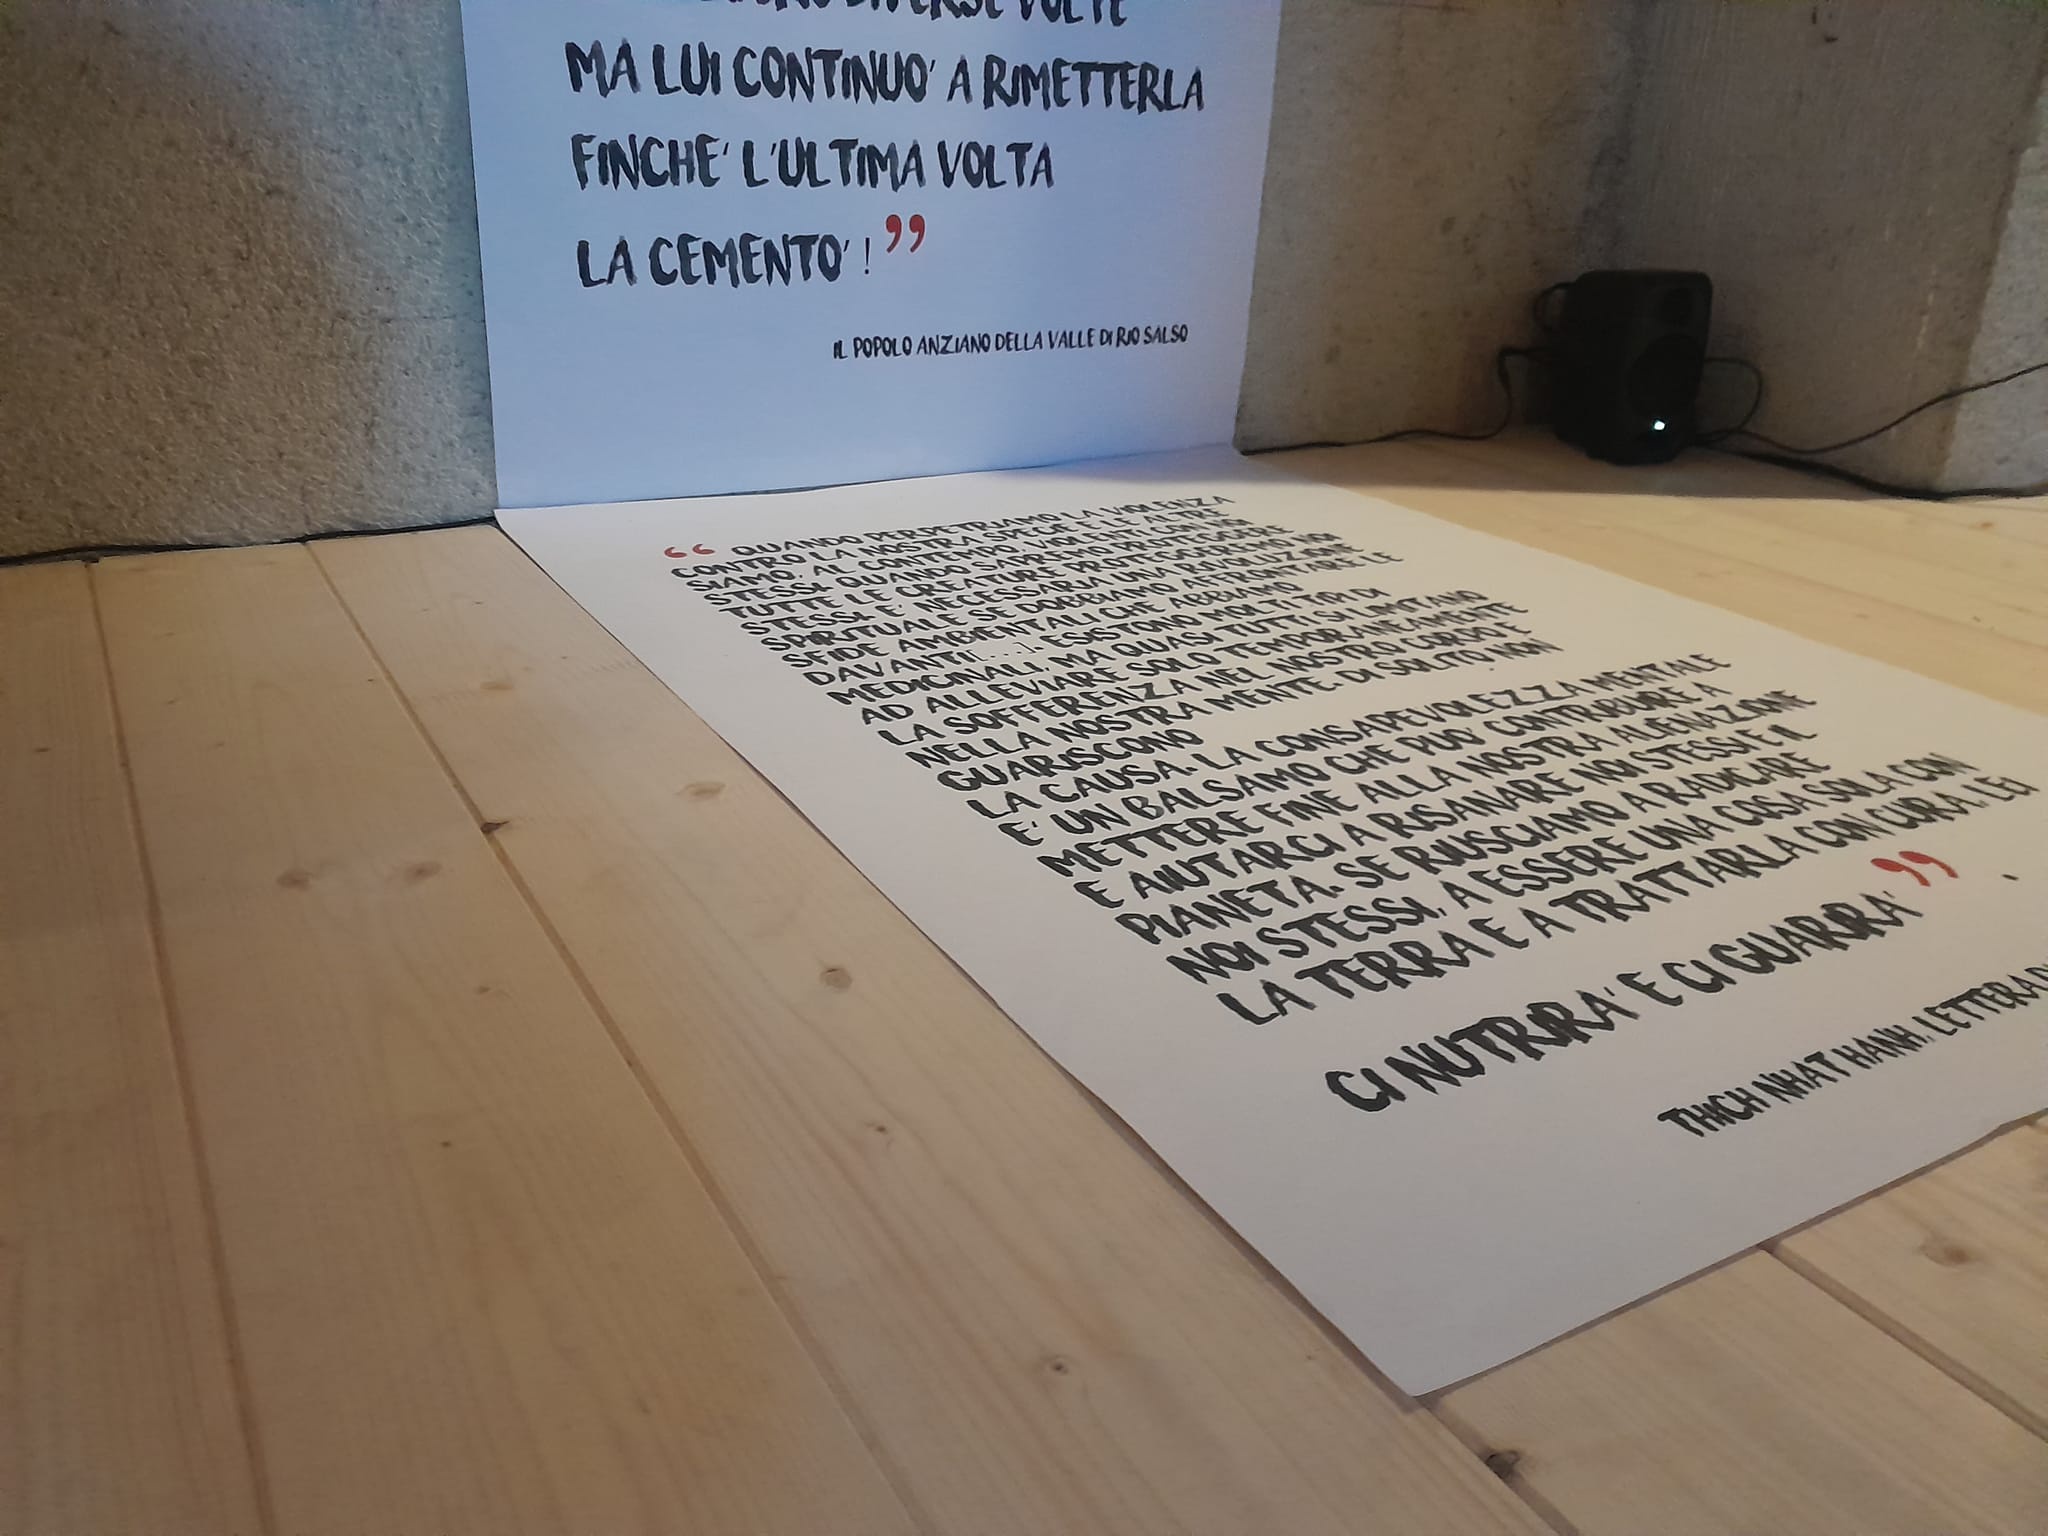 DIVERSE VOLTE
MA LUI CONTINUO' A RIMETTERLA
FINCHE' L'ULTIMA VOLTA
LA CEMENTO'! ”
IL POPOLO ANZIANO DELLA VALLE DI RIO SALSO
“ QUANDO PERPETRIAMO LA VIOLENZA
CONTRO LA NOSTRA SPECIE E LE ALTRE
SIAMO, AL CONTEMPO, VIOLENTI CON NOI
STESSI. QUANDO SAPREMO PROTEGGERE
TUTTE LE CREATURE PROTEGGEREMO NOI
STESSI. E' NECESSARIA UNA RIVOLUZIONE
SPIRITUALE SE DOBBIAMO AFFRONTARE LE
SFIDE AMBIENTALI CHE ABBIAMO
DAVANTI[...]. ESISTONO MOLTI TIPI DI
MEDICINALI, MA QUASI TUTTI SI LIMITANO
AD ALLEVIARE SOLO TEMPORANEAMENTE
LA SOFFERENZA NEL NOSTRO CORPO E
NELLA NOSTRA MENTE. DI SOLITO NON
GUARISCONO
LA CAUSA. LA CONSAPEVOLEZZA MENTALE
E' UN BALSAMO CHE PUO' CONTRIBUIRE A
METTERE FINE ALLA NOSTRA ALIENAZIONE
E AIUTARCI A RISANARE NOI STESSI E IL
PIANETA. SE RIUSCIAMO A RADICARE
NOI STESSI, A ESSERE UNA COSA SOLA CON
LA TERRA E A TRATTARLA CON CURA, LEI
CI NUTRIRA' E CI GUARIRA' ”
THICH NHAT HANH, LETTERA